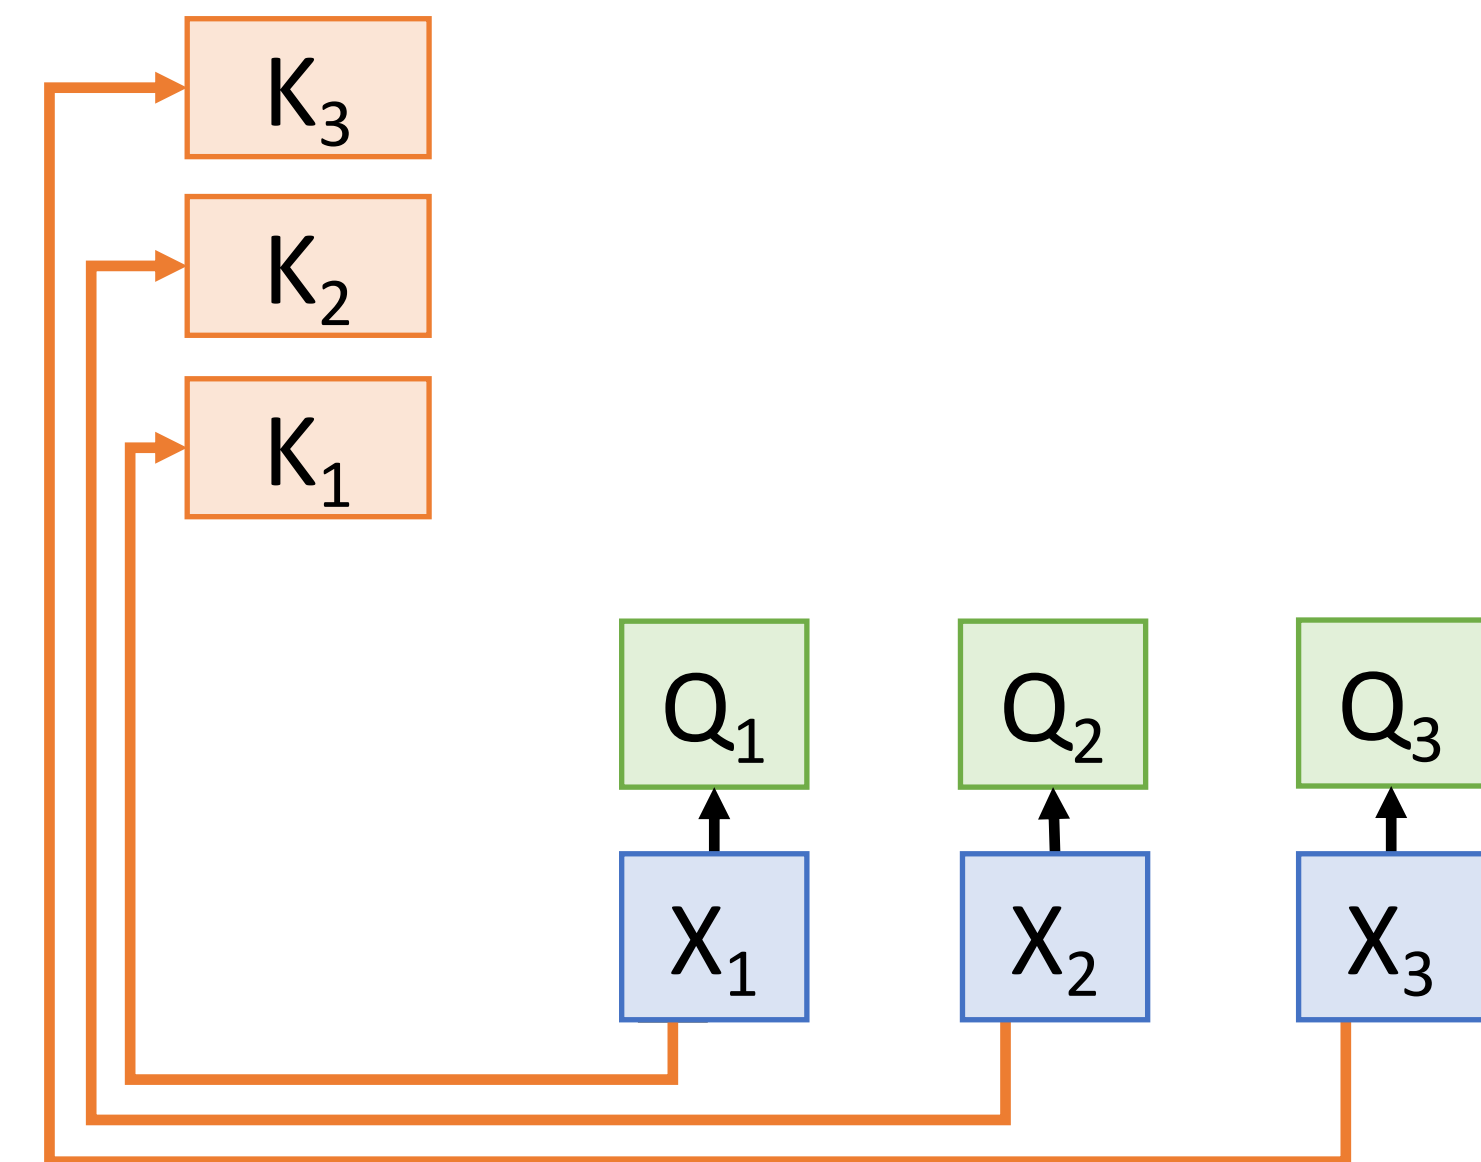 K₃
K₂
K₁
Q₁ Q₂ Q₃
X₁ X₂ X₃